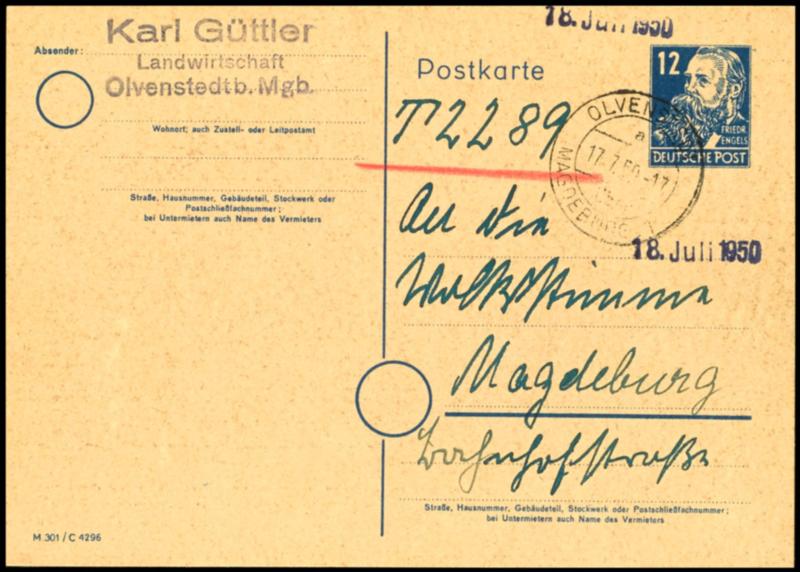 18. Juli 1950
Absender:
Karl Güttler
Landwirtschaft
Olvenstedt b. Mgb.
Wohnort; auch Zustell- oder Leitpostamt
Straße, Hausnummer, Gebäudeteil, Stockwerk oder
Postschließfachnummer;
bei Untermietern auch Name des Vermieters
M 301 / C 4296
Postkarte
12
FRIEDR
ENGELS
DEUTSCHE POST
a
17.7.50-17
MAGDEBURG
T 2289
An die
18. Juli 1950
Volksstimme
Magdeburg
Bahnhofstraße
Straße, Hausnummer, Gebäudeteil, Stockwerk oder Postschließfachnummer;
bei Untermietern auch Name des Vermieters